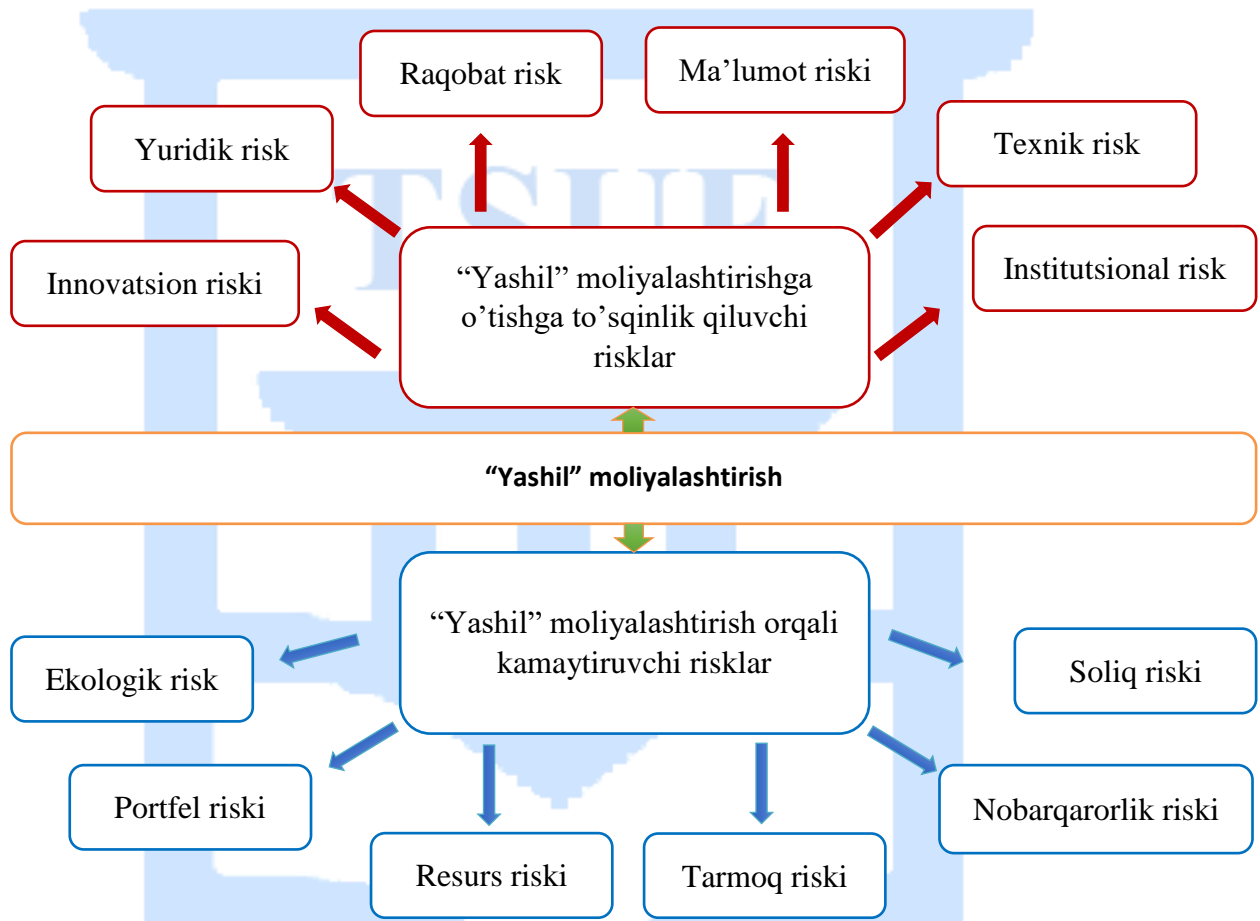 Raqobat risk
Ma’lumot riski
Yuridik risk
Texnik risk
TSUE
Innovatsion riski
“Yashil” moliyalashtirishga
o’tishga to’sqinlik qiluvchi
risklar
Institutsional risk
“Yashil” moliyalashtirish
“Yashil” moliyalashtirish orqali
kamaytiruvchi risklar
Ekologik risk
Soliq riski
Portfel riski
Nobarqarorlik riski
Resurs riski
Tarmoq riski